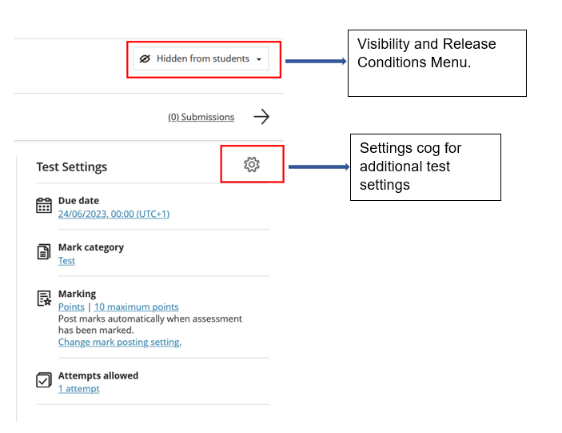 Hidden from students
Visibility and Release
Conditions Menu.
(0) Submissions
Test Settings
Settings cog for
additional test
settings
Due date
24/06/2023, 00:00 (UTC+1)
Mark category
Test
Marking
Points | 10 maximum points
Post marks automatically when assessment
has been marked.
Change mark posting setting.
Attempts allowed
1 attempt